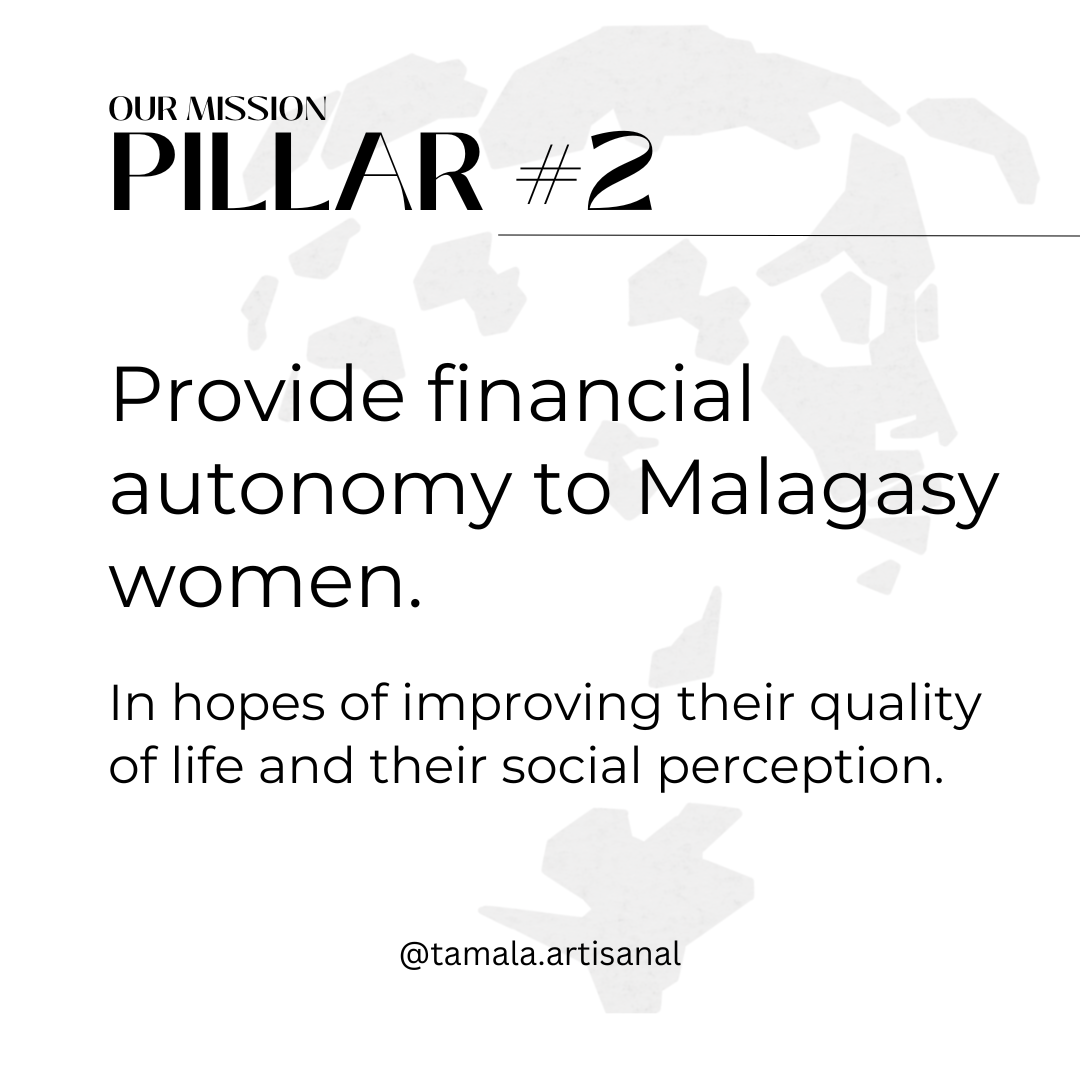 OUR MISSION
PILLAR #2
Provide financial
autonomy to Malagasy
women.
In hopes of improving their quality
of life and their social perception.
@tamala.artisanal